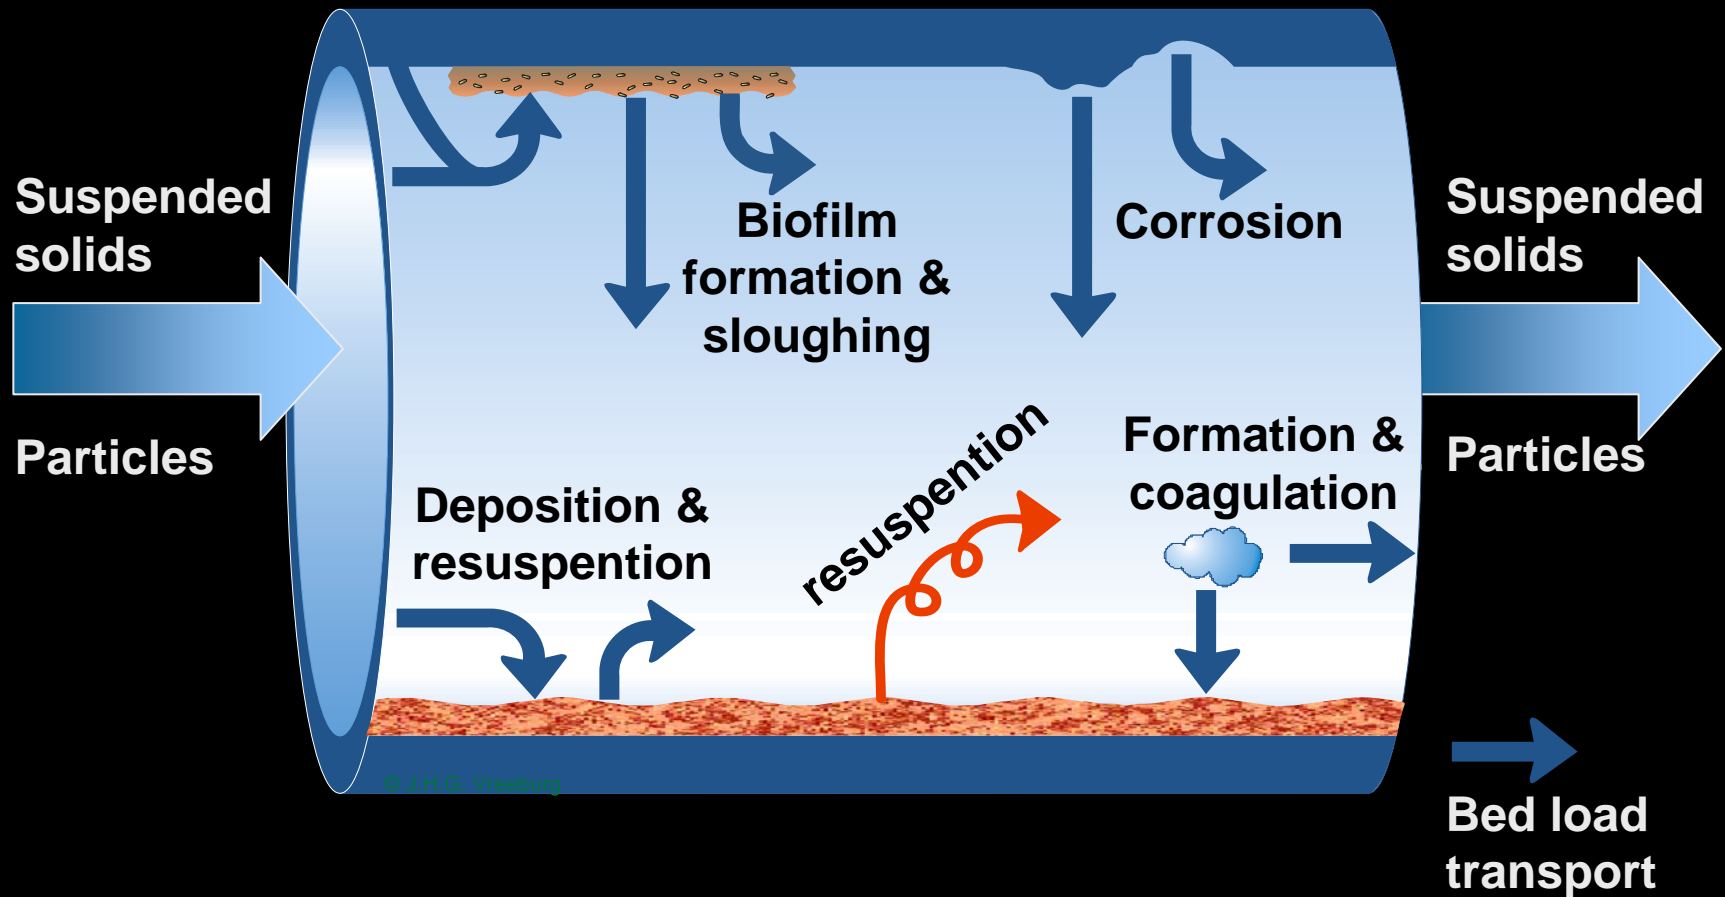 Suspended
solids
Particles
Biofilm
formation &
sloughing
Corrosion
Suspended
solids
Particles
Deposition &
resuspention
resuspention
Formation &
coagulation
© J.H.G. Vreeburg
Bed load
transport